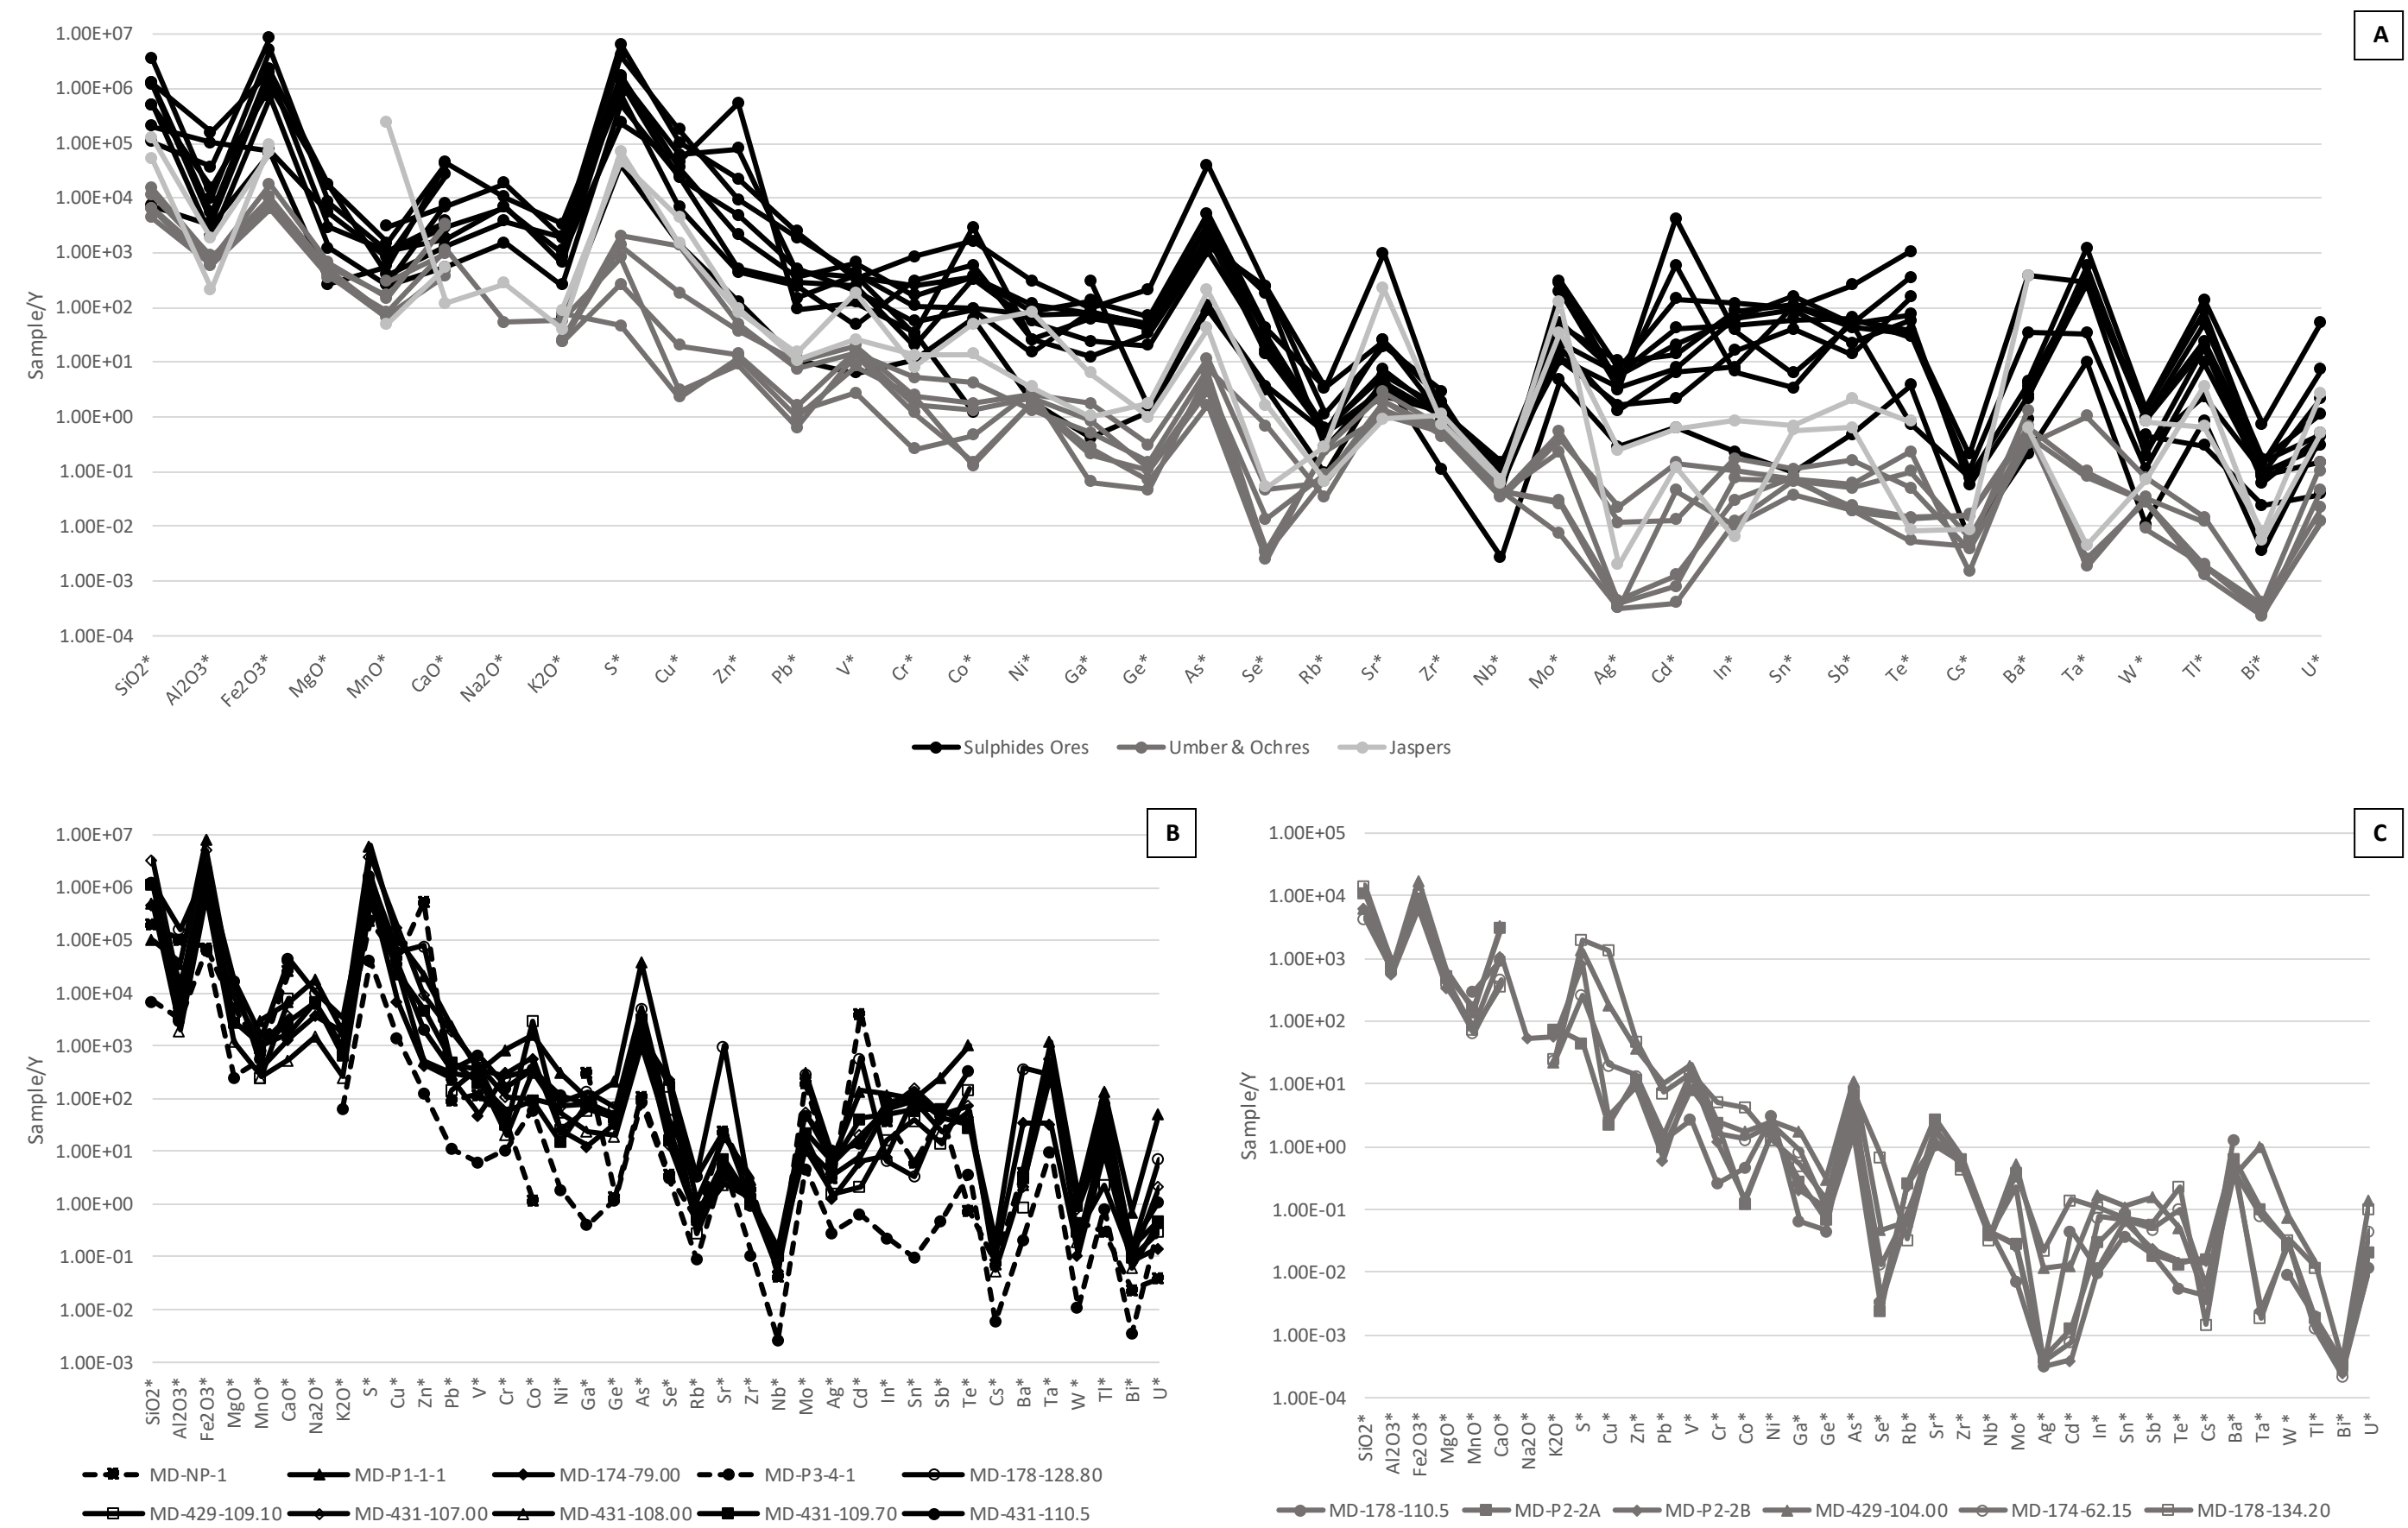 A
Sample/Y
1.00E+07
1.00E+06
1.00E+05
1.00E+04
1.00E+03
1.00E+02
1.00E+01
1.00E+00
1.00E-01
1.00E-02
1.00E-03
1.00E-04
SiO2* Al2O3* Fe2O3* MgO* MnO* CaO* Na2O* K2O* S* Cu* Zn* Pb* V* Cr* Co* Ni* Ga* Ge* As* Se* Rb* Sr* Zr* Nb* Mo* Ag* Cd* In* Sn* Sb* Te* Cs* Ba* Ta* W * Tl* Bi* U*
Sulphides Ores Umber & Ochres Jaspers
B
Sample/Y
1.00E+07
1.00E+06
1.00E+05
1.00E+04
1.00E+03
1.00E+02
1.00E+01
1.00E+00
1.00E-01
1.00E-02
1.00E-03
SiO2* Al2O3* Fe2O3* MgO* MnO* CaO* Na2O* K2O* S* Cu* Zn* Pb* V* Cr* Co* Ni* Ga* Ge* As* Se* Rb* Sr* Zr* Nb* Mo* Ag* Cd* In* Sn* Sb* Te* Cs* Ba* Ta* W * Tl* Bi* U*
MD-NP-1 MD-P1-1-1 MD-174-79.00 MD-P3-4-1 MD-178-128.80
MD-429-109.10 MD-431-107.00 MD-431-108.00 MD-431-109.70 MD-431-110.5
C
Sample/Y
1.00E+05
1.00E+04
1.00E+03
1.00E+02
1.00E+01
1.00E+00
1.00E-01
1.00E-02
1.00E-03
1.00E-04
SiO2* Al2O3* Fe2O3* MgO* MnO* CaO* Na2O* K2O* S* Cu* Zn* Pb* V* Cr* Co* Ni* Ga* Ge* As* Se* Rb* Sr* Zr* Nb* Mo* Ag* Cd* In* Sn* Sb* Te* Cs* Ba* Ta* W * Tl* Bi* U*
MD-178-110.5 MD-P2-2A MD-P2-2B MD-429-104.00 MD-174-62.15 MD-178-134.20